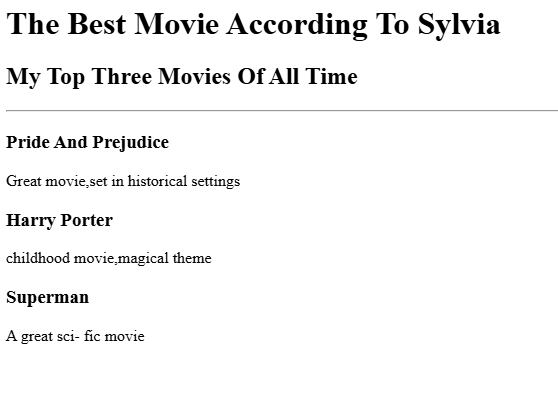 The Best Movie According To Sylvia
My Top Three Movies Of All Time
Pride And Prejudice
Great movie,set in historical settings
Harry Porter
childhood movie,magical theme
Superman
A great sci- fic movie